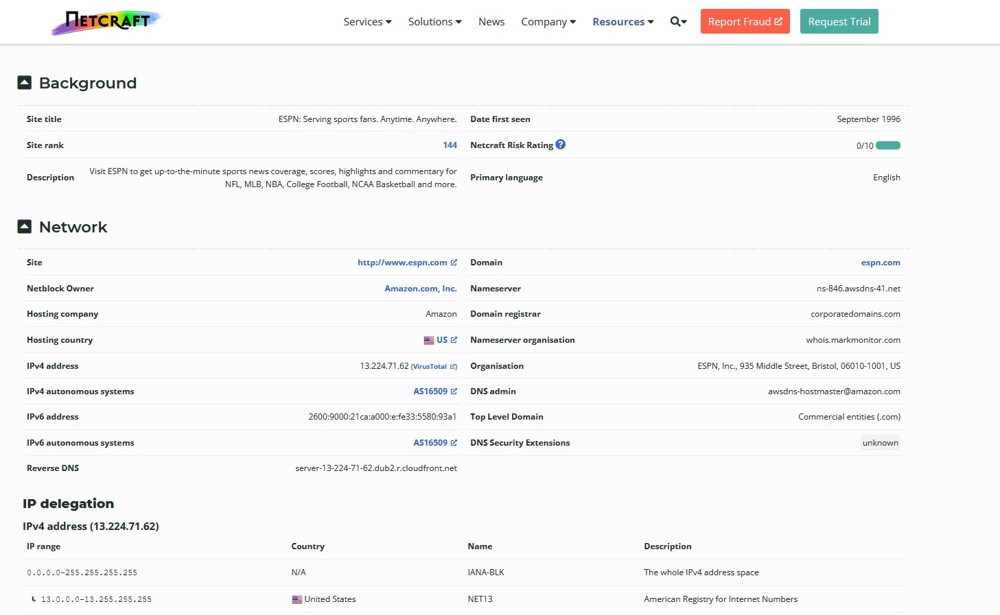 NETCRAFT
Services Solutions News Company Resources Report Fraud Request Trial
Background
Site title ESPN: Serving sports fans. Anytime. Anywhere. Date first seen September 1996
Site rank 144 Netcraft Risk Rating ? 0/10
Description Visit ESPN to get up-to-the-minute sports news coverage, scores, highlights and commentary for
NFL, MLB, NBA, College Football, NCAA Basketball and more. Primary language English
Network
Site http://www.espn.com Domain espn.com
Netblock Owner Amazon.com, Inc. Nameserver ns-846.awsdns-41.net
Hosting company Amazon Domain registrar corporatedomains.com
Hosting country US Nameserver organisation whois.markmonitor.com
IPv4 address 13.224.71.62 (VirusTotal) Organisation ESPN, Inc., 935 Middle Street, Bristol, 06010-1001, US
IPv4 autonomous systems AS16509 DNS admin awsdns-hostmaster@amazon.com
IPv6 address 2600:9000:21ca:a000:e:fe33:5580:93a1 Top Level Domain Commercial entities (.com)
IPv6 autonomous systems AS16509 DNS Security Extensions unknown
Reverse DNS server-13-224-71-62.dub2.r.cloudfront.net
IP delegation
IPv4 address (13.224.71.62)
IP range Country Name Description
0.0.0.0-255.255.255.255 N/A IANA-BLK The whole IPv4 address space
↳ 13.0.0.0-13.255.255.255 United States NET13 American Registry for Internet Numbers